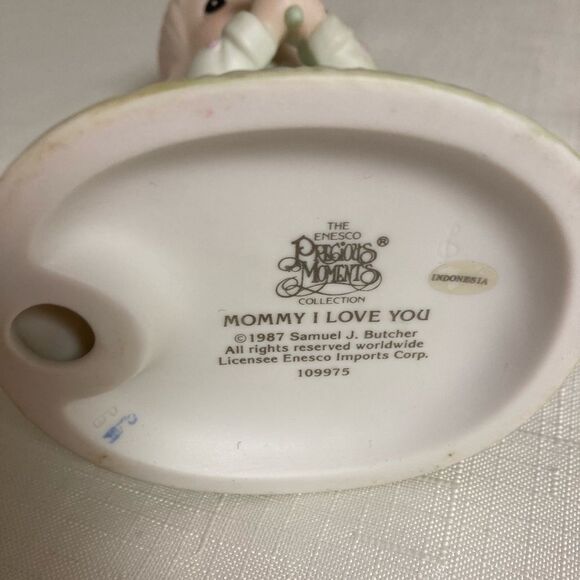 THE
ENESCO
PRECIOUS
MOMENTS ®
COLLECTION
INDONESIA
MOMMY I LOVE YOU
©1987 Samuel J. Butcher
All rights reserved worldwide
Licensee Enesco Imports Corp.
109975